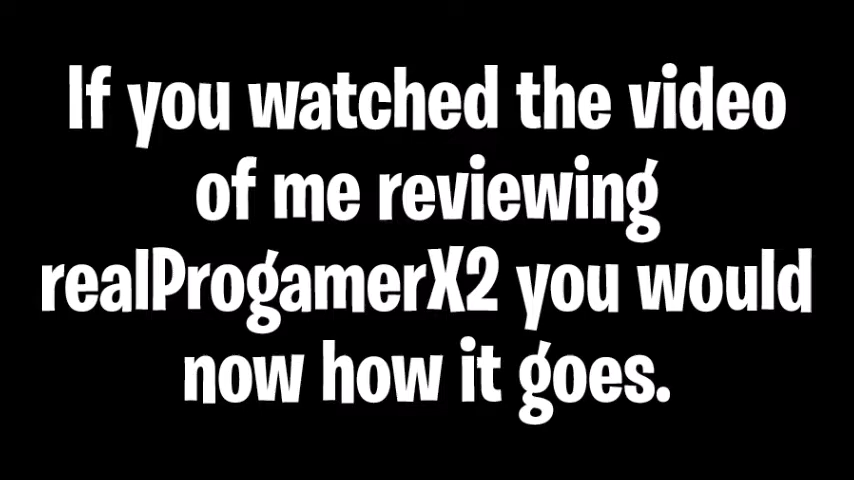 If you watched the video
of me reviewing
realProgamerX2 you would
now how it goes.